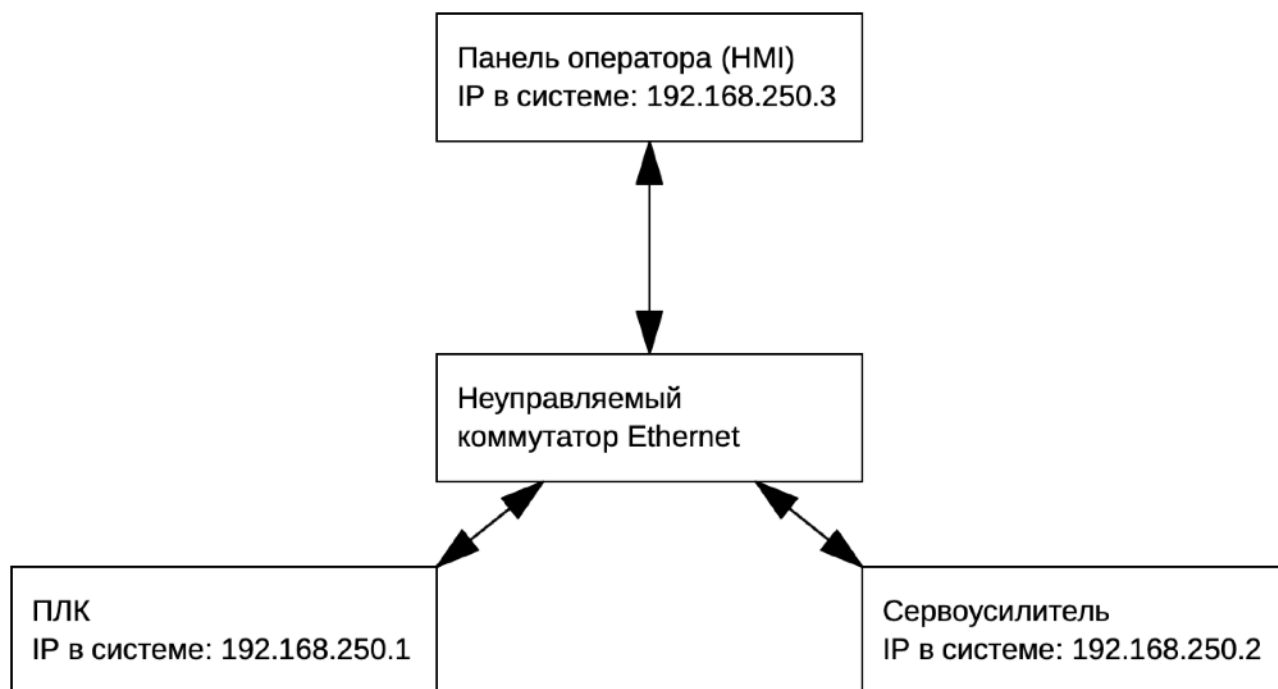 Панель оператора (HMI)
IP в системе: 192.168.250.3
Неуправляемый
коммутатор Ethernet
ПЛК
IP в системе: 192.168.250.1
Сервоусилитель
IP в системе: 192.168.250.2